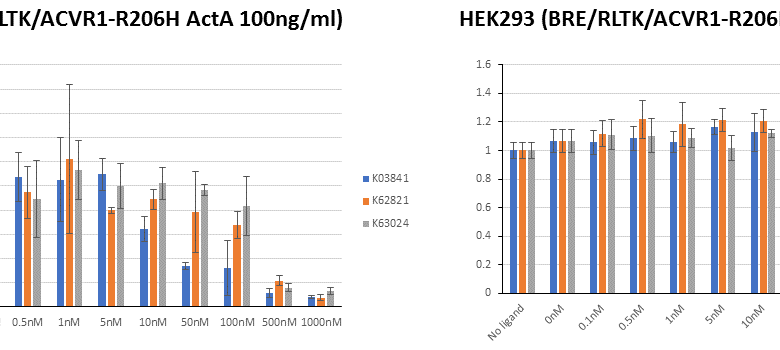 LTK/ACVR1-R206H ActA 100ng/ml)
0.5nM 1nM 5nM 10nM 50nM 100nM 500nM 1000nM
K03841
K62821
K63024
HEK293 (BRE/RLTK/ACVR1-R206
1.6
1.4
1.2
1
0.8
0.6
0.4
0.2
0
No ligand 0nM 0.1nM 0.5nM 1nM 5nM 10nM